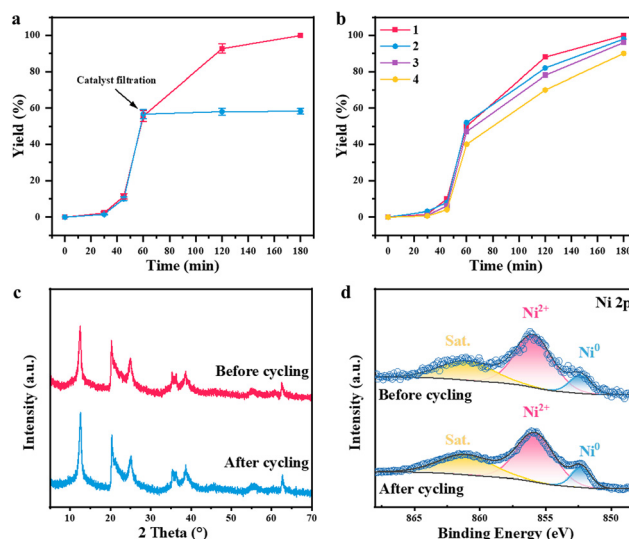 a
100
80
60
40
20
0
Yield (%)
Catalyst filtration
0 20 40 60 80 100 120 140 160 180
Time (min)
b
1
2
3
4
100
80
60
40
20
0
Yield (%)
0 20 40 60 80 100 120 140 160 180
Time (min)
c
Intensity (a.u.)
Before cycling
After cycling
10 20 30 40 50 60 70
2 Theta (°)
d
Ni 2p
Intensity (a.u.)
Sat.
Ni²⁺
Ni⁰
Before cycling
Sat.
Ni²⁺
Ni⁰
After cycling
865 860 855 850
Binding Energy (eV)